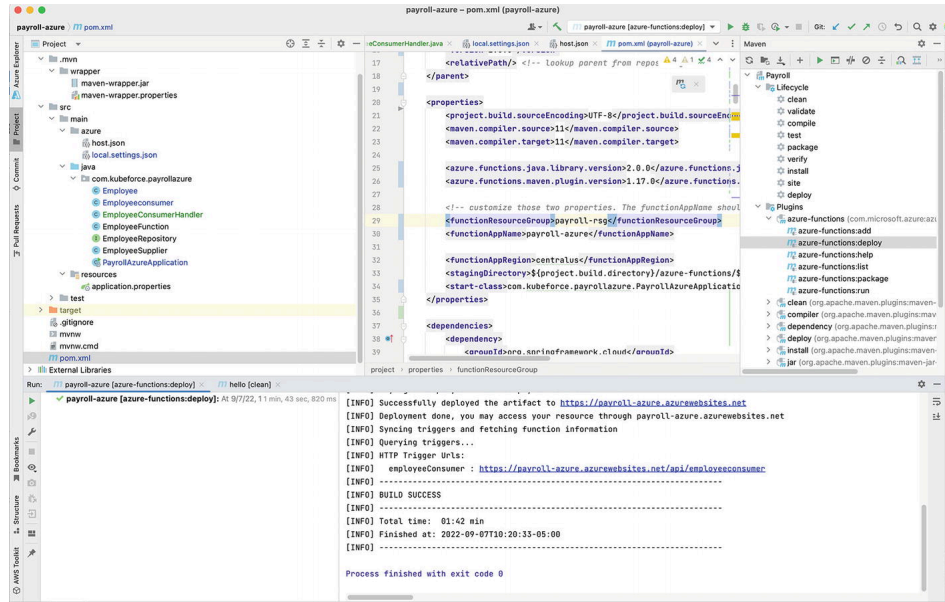 payroll-azure – pom.xml (payroll-azure)
payroll-azure pom.xml
payroll-azure [azure-functions:deploy]
Git:
Azure Explorer
Project
Commit
Pull Requests
Bookmarks
Structure
AWS Toolkit
Project
.mvn
wrapper
maven-wrapper.jar
maven-wrapper.properties
src
main
azure
host.json
local.settings.json
java
com.kubeforce.payrollazure
Employee
Employeeconsumer
EmployeeConsumerHandler
EmployeeFunction
EmployeeRepository
EmployeeSupplier
PayrollAzureApplication
resources
application.properties
test
target
.gitignore
mvnw
mvnw.cmd
pom.xml
External Libraries
eConsumerHandler.java
local.settings.json
host.json
pom.xml (payroll-azure)
4 1 4
17 <relativePath/> <!-- lookup parent from repos
18 </parent>
19
20 <properties>
21 <project.build.sourceEncoding>UTF-8</project.build.sourceEnc
22 <maven.compiler.source>11</maven.compiler.source>
23 <maven.compiler.target>11</maven.compiler.target>
24
25 <azure.functions.java.library.version>2.0.0</azure.functions.j
26 <azure.functions.maven.plugin.version>1.17.0</azure.functions.
27
28 <!-- customize those two properties. The functionAppName shoul
29 <functionResourceGroup>payroll-rsg</functionResourceGroup>
30 <functionAppName>payroll-azure</functionAppName>
31
32 <functionAppRegion>centralus</functionAppRegion>
33 <stagingDirectory>${project.build.directory}/azure-functions/$
34 <start-class>com.kubeforce.payrollazure.PayrollAzureApplicatio
35 </properties>
36
37 <dependencies>
38 <dependency>
39 <groupId>org.springframework.cloud</groupId>
project › properties › functionResourceGroup
Maven
Payroll
Lifecycle
clean
validate
compile
test
package
verify
install
site
deploy
Plugins
azure-functions (com.microsoft.azure:az
azure-functions:add
azure-functions:deploy
azure-functions:help
azure-functions:list
azure-functions:package
azure-functions:run
clean (org.apache.maven.plugins:maven-
compiler (org.apache.maven.plugins:ma
dependency (org.apache.maven.plugins:
deploy (org.apache.maven.plugins:maven
install (org.apache.maven.plugins:maven
jar (org.apache.maven.plugins:maven-jar-
Run: payroll-azure [azure-functions:deploy] hello [clean]
payroll-azure [azure-functions:deploy]: At 9/7/22, 1 1 min, 43 sec, 820 ms
[INFO] Successfully deployed the artifact to https://payroll-azure.azurewebsites.net
[INFO] Deployment done, you may access your resource through payroll-azure.azurewebsites.net
[INFO] Syncing triggers and fetching function information
[INFO] Querying triggers...
[INFO] HTTP Trigger Urls:
[INFO] employeeConsumer : https://payroll-azure.azurewebsites.net/api/employeeconsumer
[INFO] ------------------------------------------------------------------------
[INFO] BUILD SUCCESS
[INFO] ------------------------------------------------------------------------
[INFO] Total time: 01:42 min
[INFO] Finished at: 2022-09-07T10:20:33-05:00
[INFO] ------------------------------------------------------------------------
Process finished with exit code 0